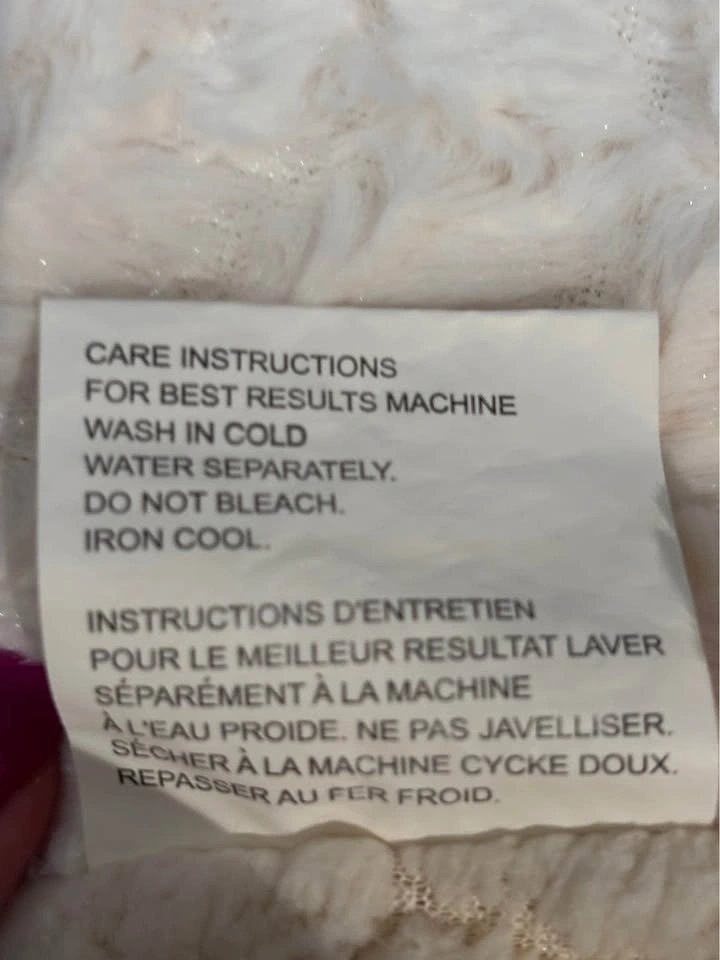 CARE INSTRUCTIONS
FOR BEST RESULTS MACHINE
WASH IN COLD
WATER SEPARATELY.
DO NOT BLEACH.
IRON COOL.
INSTRUCTIONS D'ENTRETIEN
POUR LE MEILLEUR RESULTAT LAVER
SÉPARÉMENT À LA MACHINE
À L'EAU PROIDE. NE PAS JAVELLISER.
SÉCHER À LA MACHINE CYCKE DOUX.
REPASSER AU FER FROID.